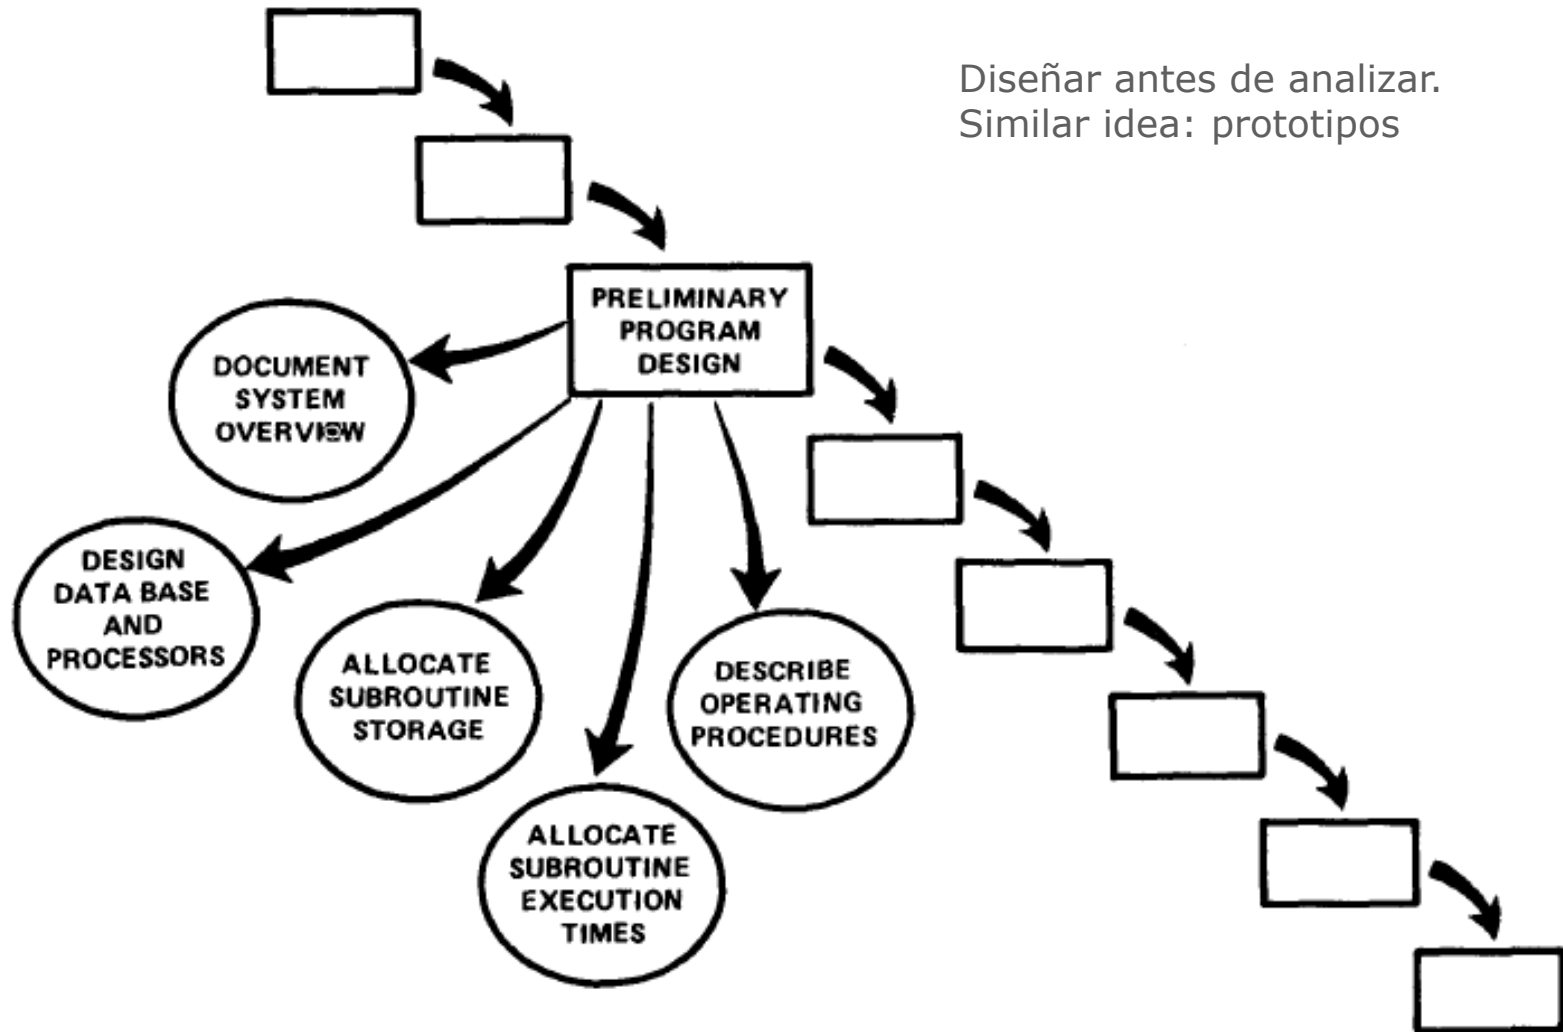 Diseñar antes de analizar.
Similar idea: prototipos
PRELIMINARY
PROGRAM
DESIGN
DOCUMENT
SYSTEM
OVERVIEW
DESIGN
DATA BASE
AND
PROCESSORS
ALLOCATE
SUBROUTINE
STORAGE
ALLOCATE
SUBROUTINE
EXECUTION
TIMES
DESCRIBE
OPERATING
PROCEDURES